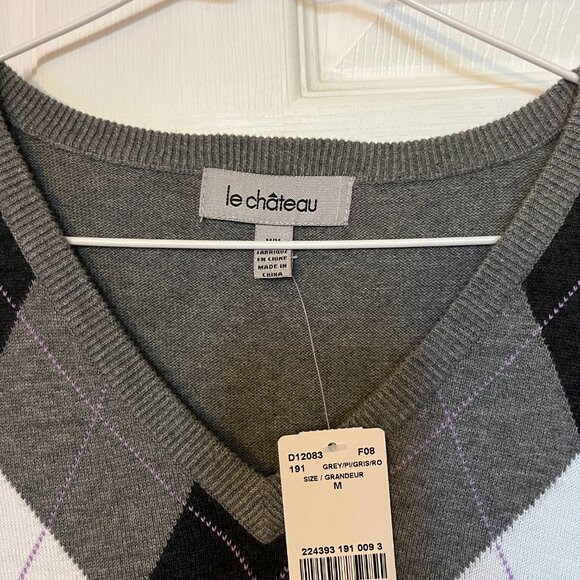 le château
FABRIQUE
EN CHINE
MADE IN
CHINA
D12083 F08
191 GREY/PI/GRIS/RO
SIZE / GRANDEUR
M
224393 191 009 3